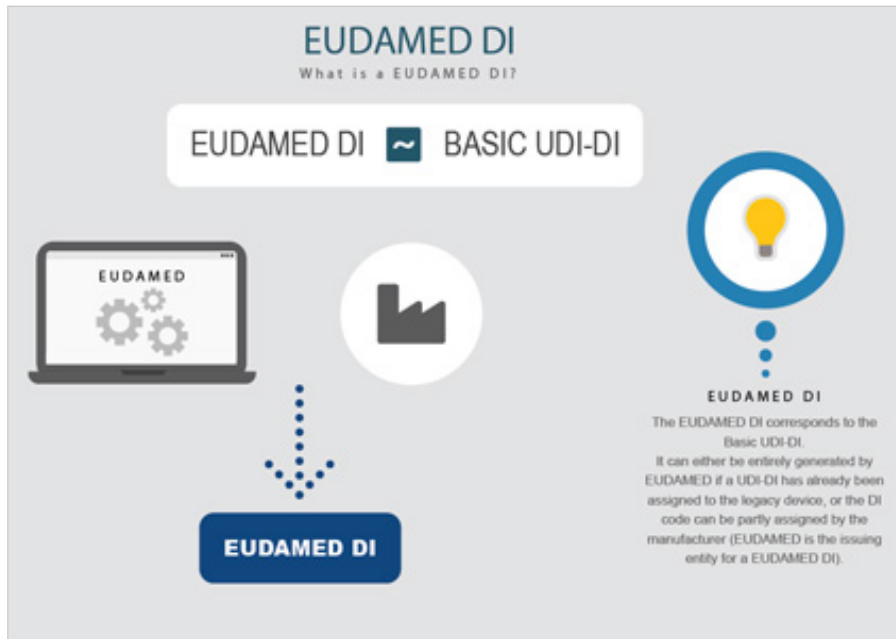 EUDAMED DI
What is a EUDAMED DI?
EUDAMED DI ~ BASIC UDI-DI
EUDAMED
EUDAMED DI
EUDAMED DI
The EUDAMED DI corresponds to the
Basic UDI-DI.
It can either be entirely generated by
EUDAMED if a UDI-DI has already been
assigned to the legacy device, or the DI
code can be partly assigned by the
manufacturer (EUDAMED is the issuing
entity for a EUDAMED DI).